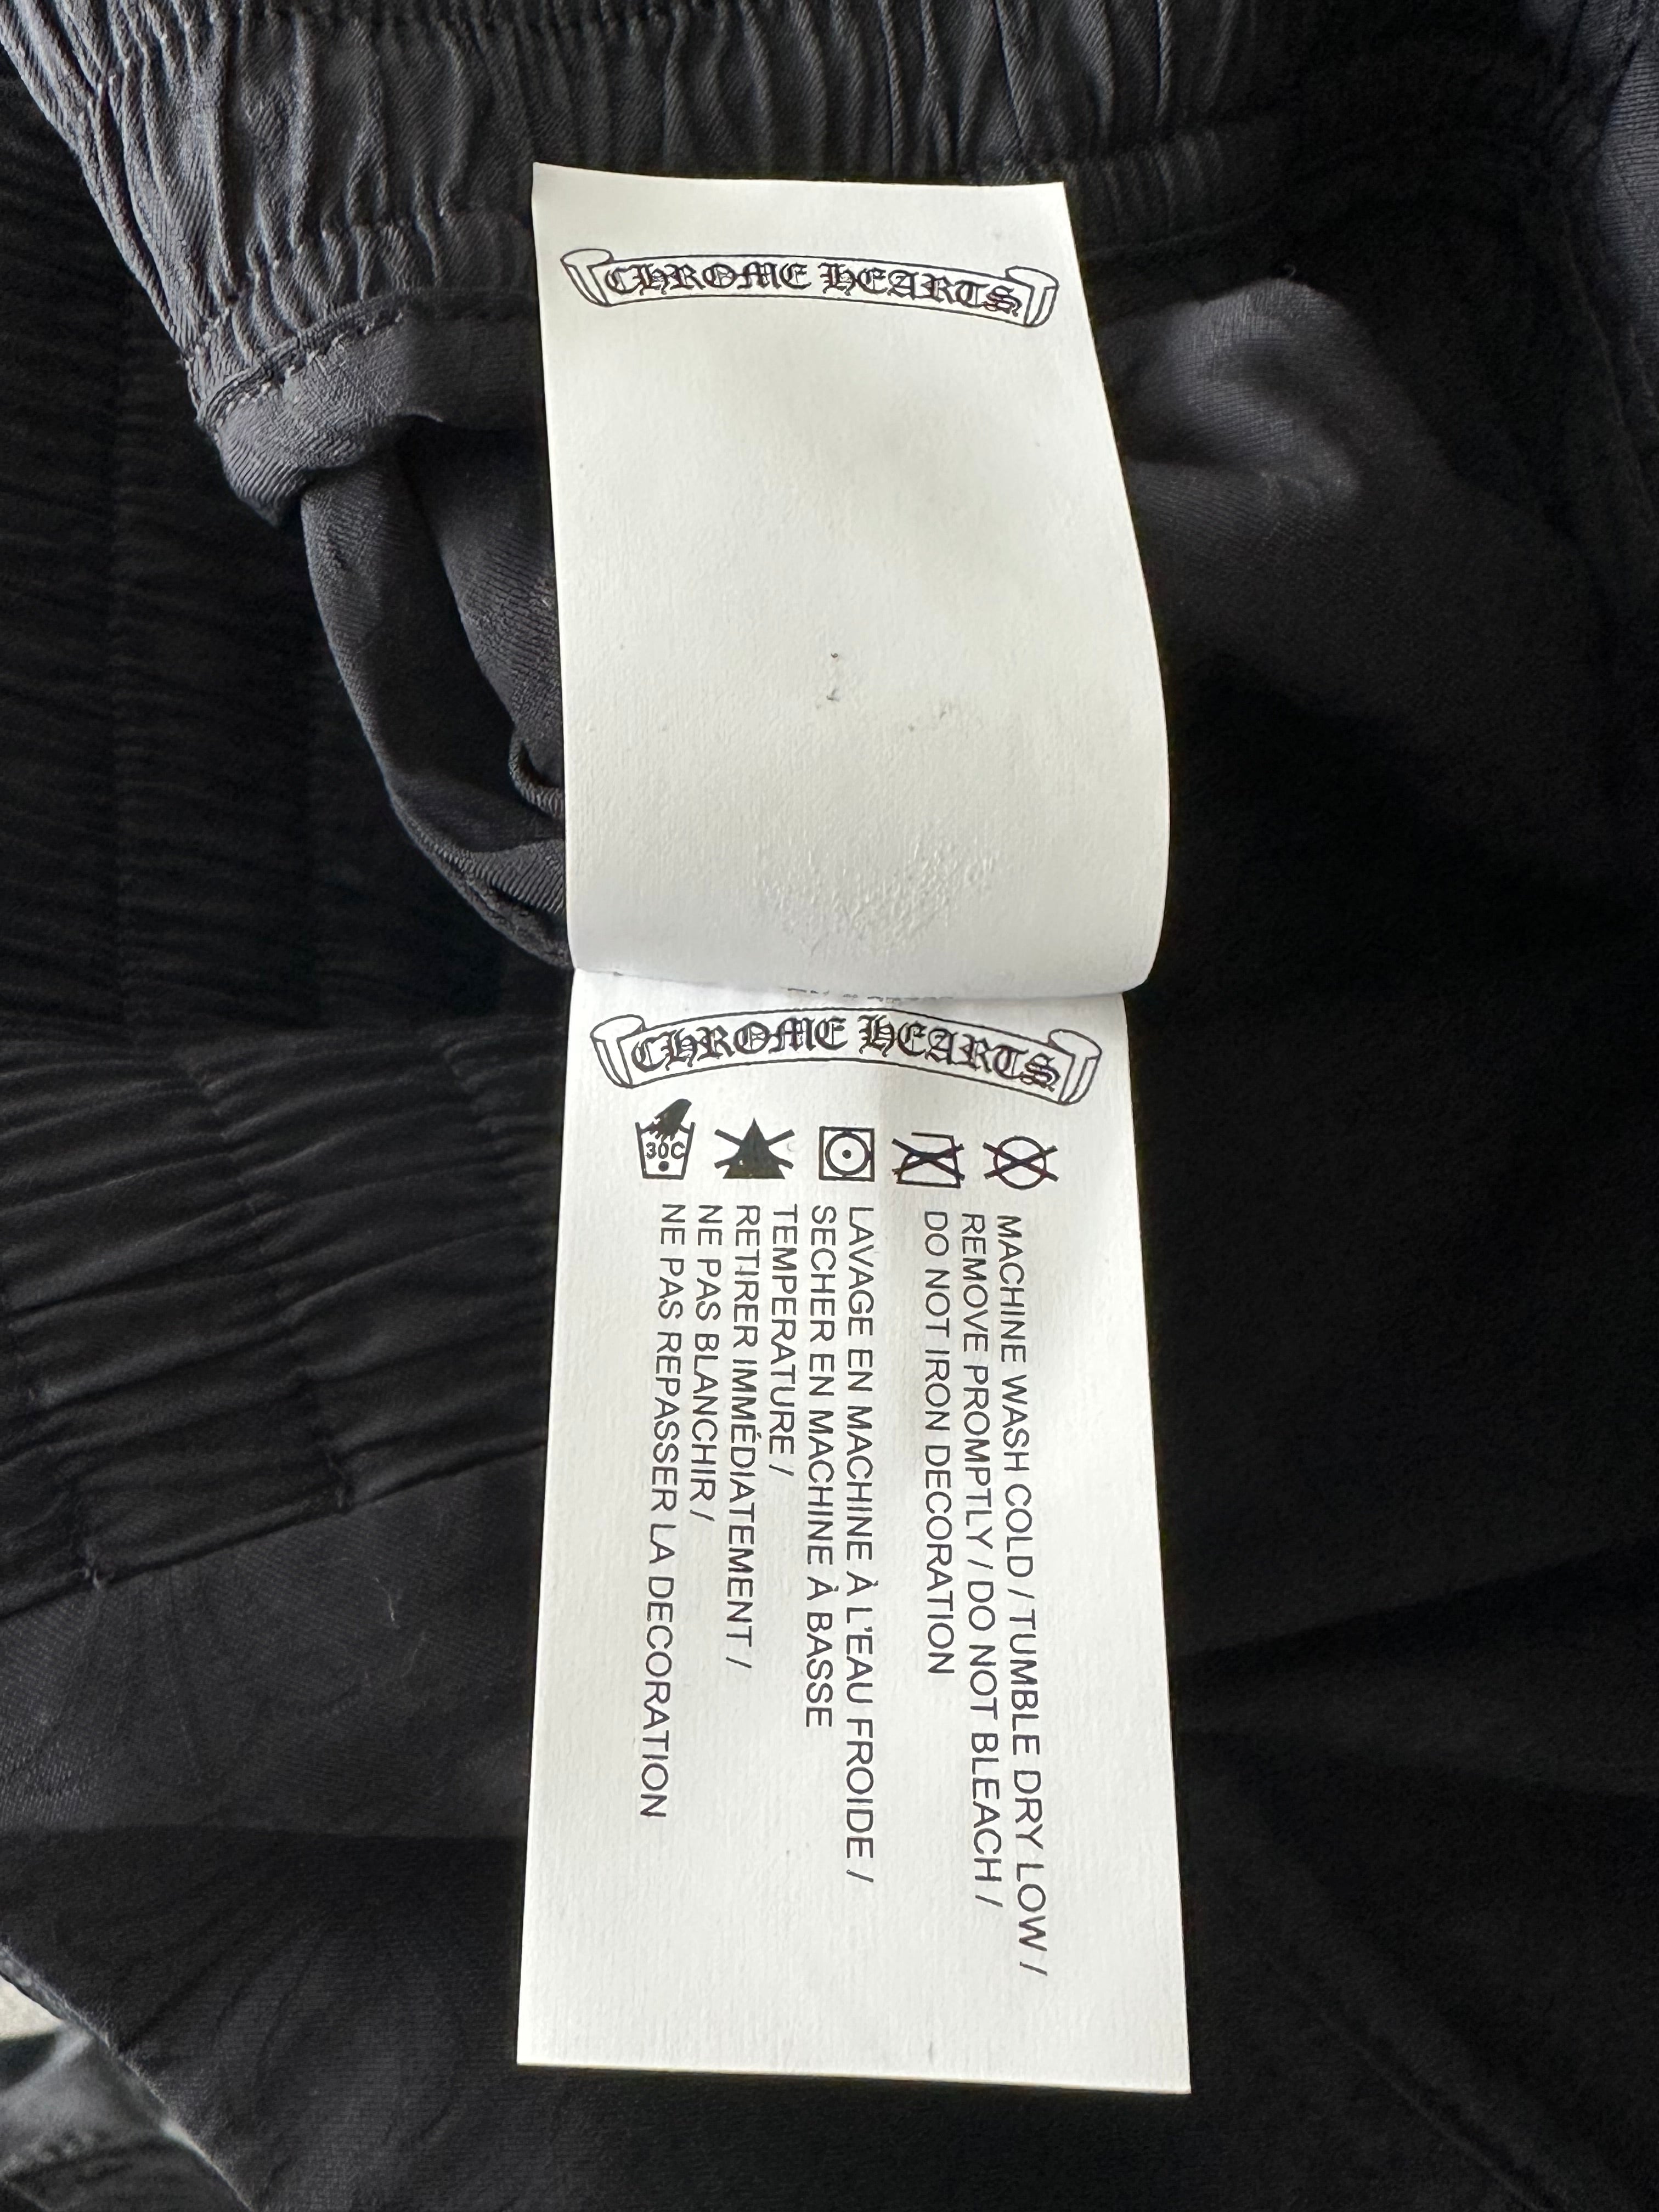 CHROME HEARTS
CHROME HEARTS
30C
MACHINE WASH COLD / TUMBLE DRY LOW /
REMOVE PROMPTLY / DO NOT BLEACH /
DO NOT IRON DECORATION
LAVAGE EN MACHINE À L'EAU FROIDE /
SECHER EN MACHINE À BASSE
TEMPERATURE /
RETIRER IMMÉDIATEMENT /
NE PAS BLANCHIR /
NE PAS REPASSER LA DECORATION